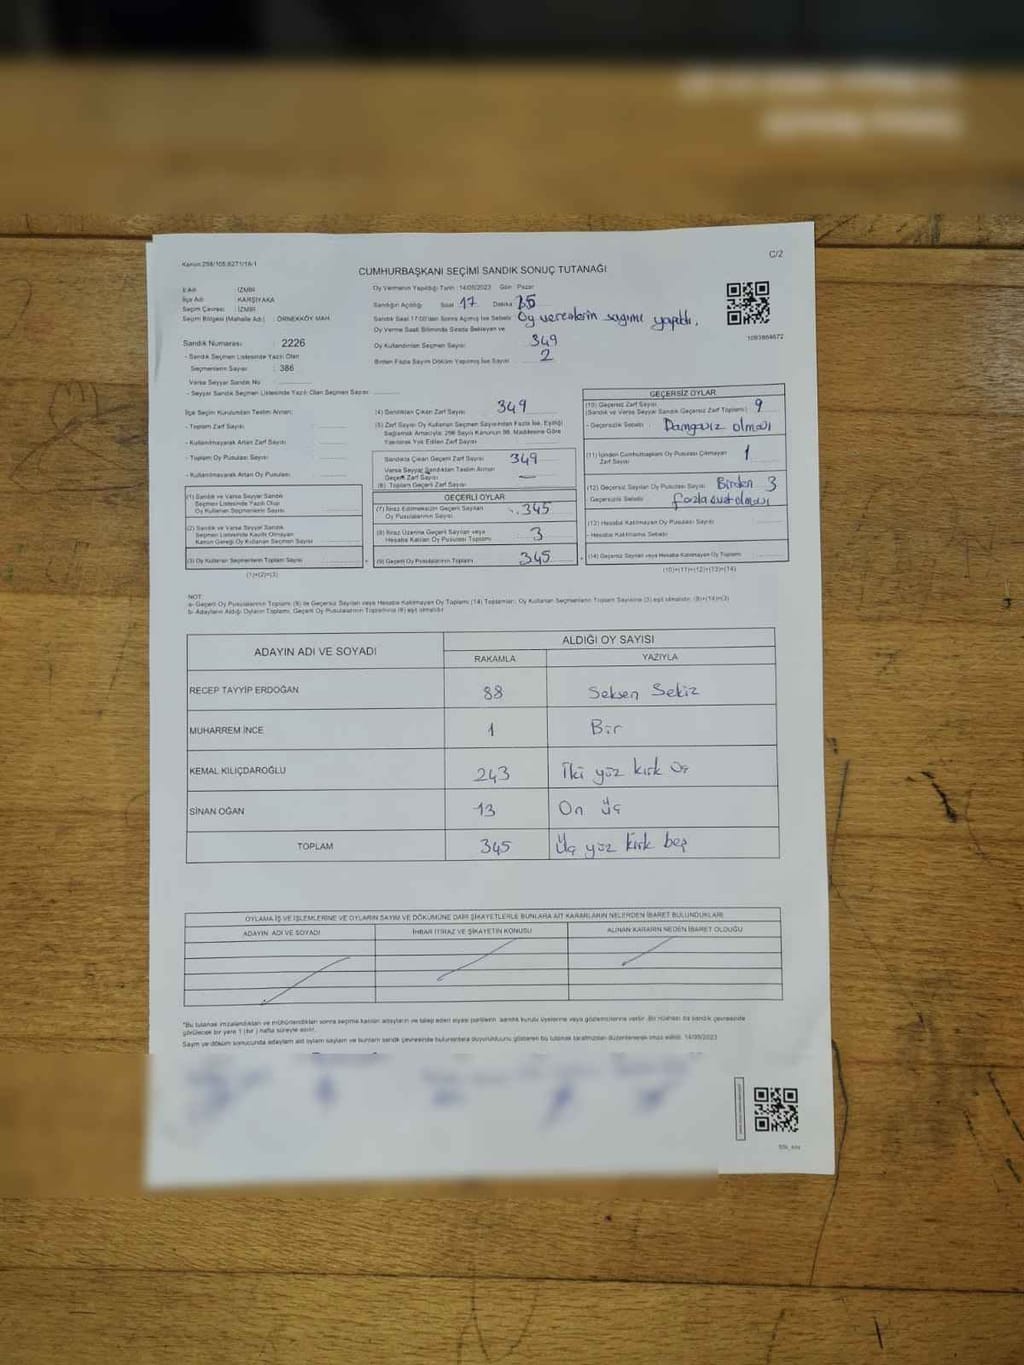 Kanun:298/105,6271/16-1
C/2
CUMHURBAŞKANI SEÇİMİ SANDIK SONUÇ TUTANAĞI
İl Adı : İZMİR
İlçe Adı : KARŞIYAKA
Seçim Çevresi : İZMİR
Seçim Bölgesi (Mahalle Adı) : ÖRNEKKÖY MAH.
Sandık Numarası : 2226
- Sandık Seçmen Listesinde Yazılı Olan
Seçmenlerin Sayısı : 386
Varsa Seyyar Sandık No
- Seyyar Sandık Seçmen Listesinde Yazılı Olan Seçmen Sayısı
Oy Vermenin Yapıldığı Tarih : 14/05/2023 Gün : Pazar
Sandığın Açıldığı Saat 17 Dakika
Sandık Saat 17:00'den Sonra Açılmış İse Sebebi Oy verenlerin sayımı yapıldı.
Oy Verme Saati Bitiminde Sırada Bekleyen ve
Oy Kullandırılan Seçmen Sayısı 349
Birden Fazla Sayım Döküm Yapılmış İse Sayısı 2
1093864672
İlçe Seçim Kurulundan Teslim Alınan:
- Toplam Zarf Sayısı
- Kullanılmayarak Artan Zarf Sayısı
- Toplam Oy Pusulası Sayısı
- Kullanılmayarak Artan Oy Pusulası
(1) Sandık ve Varsa Seyyar Sandık
Seçmen Listesinde Yazılı Olup
Oy Kullanan Seçmenlerin Sayısı
(2) Sandık ve Varsa Seyyar Sandık
Seçmen Listesinde Kayıtlı Olmayan
Kanun Gereği Oy Kullanan Seçmen Sayısı
(3) Oy Kullanan Seçmenlerin Toplam Sayısı
(1)+(2)=(3)
(4) Sandıktan Çıkan Zarf Sayısı 349
(5) Zarf Sayısı Oy Kullanan Seçmen Sayısından Fazla İse, Eşitliği
Sağlamak Amacıyla; 298 Sayılı Kanunun 98. Maddesine Göre
Yakılarak Yok Edilen Zarf Sayısı
Sandıkta Çıkan Geçerli Zarf Sayısı 349
Varsa Seyyar Sandıktan Teslim Alınan
Geçerli Zarf Sayısı —
(6) Toplam Geçerli Zarf Sayısı
GEÇERLİ OYLAR
(7) İtiraz Edilmeksizin Geçerli Sayılan
Oy Pusulalarının Sayısı 345
(8) İtiraz Üzerine Geçerli Sayılan veya
Hesaba Katılan Oy Pusulası Toplamı 3
(9) Geçerli Oy Pusulalarının Toplamı 345
GEÇERSİZ OYLAR
(10) Geçersiz Zarf Sayısı
(Sandık ve Varsa Seyyar Sandık Geçersiz Zarf Toplamı) 9
- Geçersizlik Sebebi : Damgasız olması
(11) İçinden Cumhurbaşkanı Oy Pusulası Çıkmayan
Zarf Sayısı 1
(12) Geçersiz Sayılan Oy Pusulası Sayısı Birden 3
- Geçersizlik Sebebi : fazla olması
(13) Hesaba Katılmayan Oy Pusulası Sayısı
- Hesaba Katılmama Sebebi
(14) Geçersiz Sayılan veya Hesaba Katılmayan Oy Toplamı
(10)+(11)+(12)+(13)=(14)
NOT:
a- Geçerli Oy Pusulalarının Toplamı (9) ile Geçersiz Sayılan veya Hesaba Katılmayan Oy Toplamı (14) Toplamları; Oy Kullanan Seçmenlerin Toplam Sayısına (3) eşit olmalıdır. (9)+(14)=(3)
b- Adayların Aldığı Oyların Toplamı, Geçerli Oy Pusulalarının Toplamına (9) eşit olmalıdır.
ADAYIN ADI VE SOYADI ALDIĞI OY SAYISI
RAKAMLA YAZIYLA
RECEP TAYYİP ERDOĞAN 88 Seksen Sekiz
MUHARREM İNCE 1 Bir
KEMAL KILIÇDAROĞLU 243 İki yüz kırk üç
SİNAN OĞAN 13 On üç
TOPLAM 345 Üç yüz kırk beş
OYLAMA İŞ VE İŞLEMLERİNE VE OYLARIN SAYIM VE DÖKÜMÜNE DAİR ŞİKAYETLERLE BUNLARA AİT KARARLARIN NELERDEN İBARET BULUNDUKLARI
ADAYIN ADI VE SOYADI İHBAR İTİRAZ VE ŞİKAYETİN KONUSU ALINAN KARARIN NEDEN İBARET OLDUĞU
*Bu tutanak imzalandıktan ve mühürlendikten sonra seçime katılan adayların ve talep eden siyasi partilerin sandık kurulu üyelerine veya gözlemcilerine verilir. Bir nüshası da sandık çevresinde
görülecek bir yere 1 (bir) hafta süreyle asılır.
Sayım ve döküm sonucunda adayların aldığı oyların sayıları ve bunların sandık çevresinde bulunanlara duyurulduğunu gösteren bu tutanak tarafımızdan düzenlenerek imza edildi. 14/05/2023